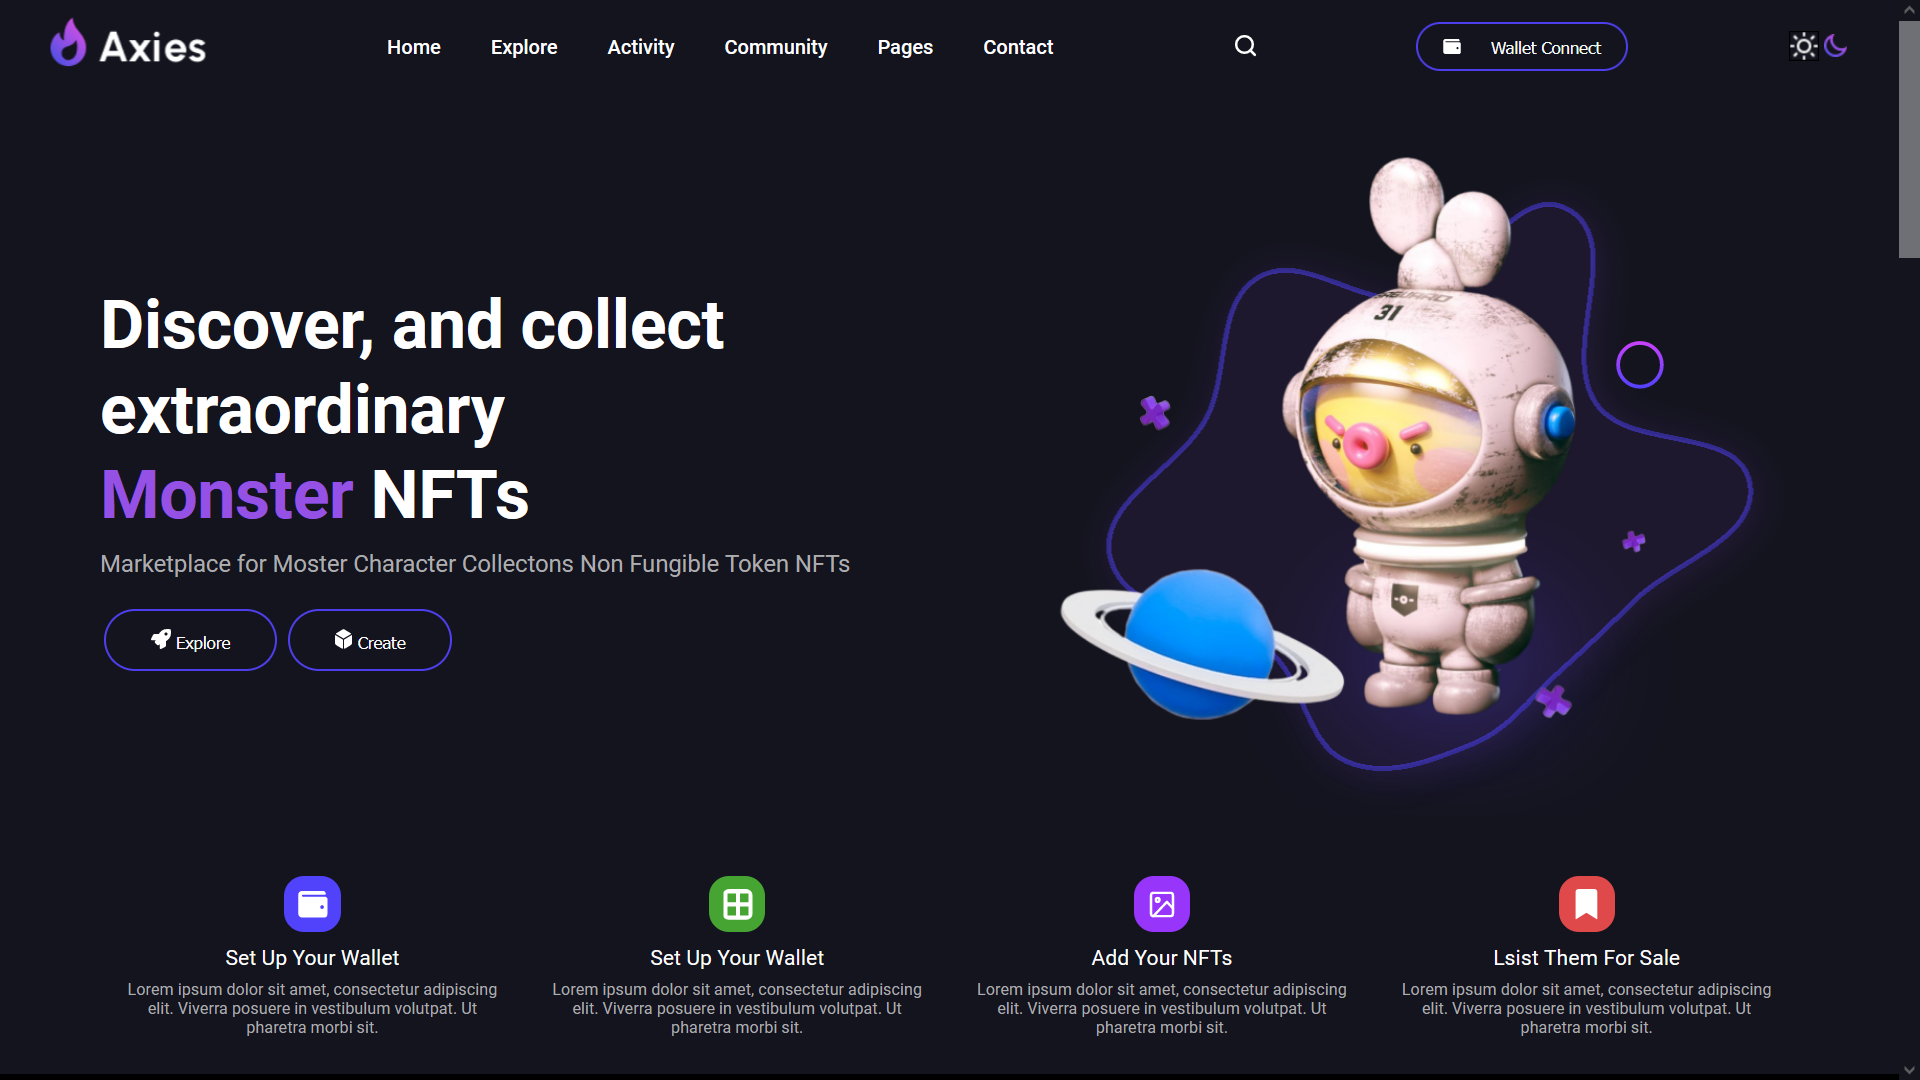 Axies
Home
Explore
Activity
Community
Pages
Contact
Wallet Connect
Discover, and collect
extraordinary
Monster NFTs
Marketplace for Moster Character Collectons Non Fungible Token NFTs
Explore
Create
31
Set Up Your Wallet
Lorem ipsum dolor sit amet, consectetur adipiscing
elit. Viverra posuere in vestibulum volutpat. Ut
pharetra morbi sit.
Set Up Your Wallet
Lorem ipsum dolor sit amet, consectetur adipiscing
elit. Viverra posuere in vestibulum volutpat. Ut
pharetra morbi sit.
Add Your NFTs
Lorem ipsum dolor sit amet, consectetur adipiscing
elit. Viverra posuere in vestibulum volutpat. Ut
pharetra morbi sit.
Lsist Them For Sale
Lorem ipsum dolor sit amet, consectetur adipiscing
elit. Viverra posuere in vestibulum volutpat. Ut
pharetra morbi sit.